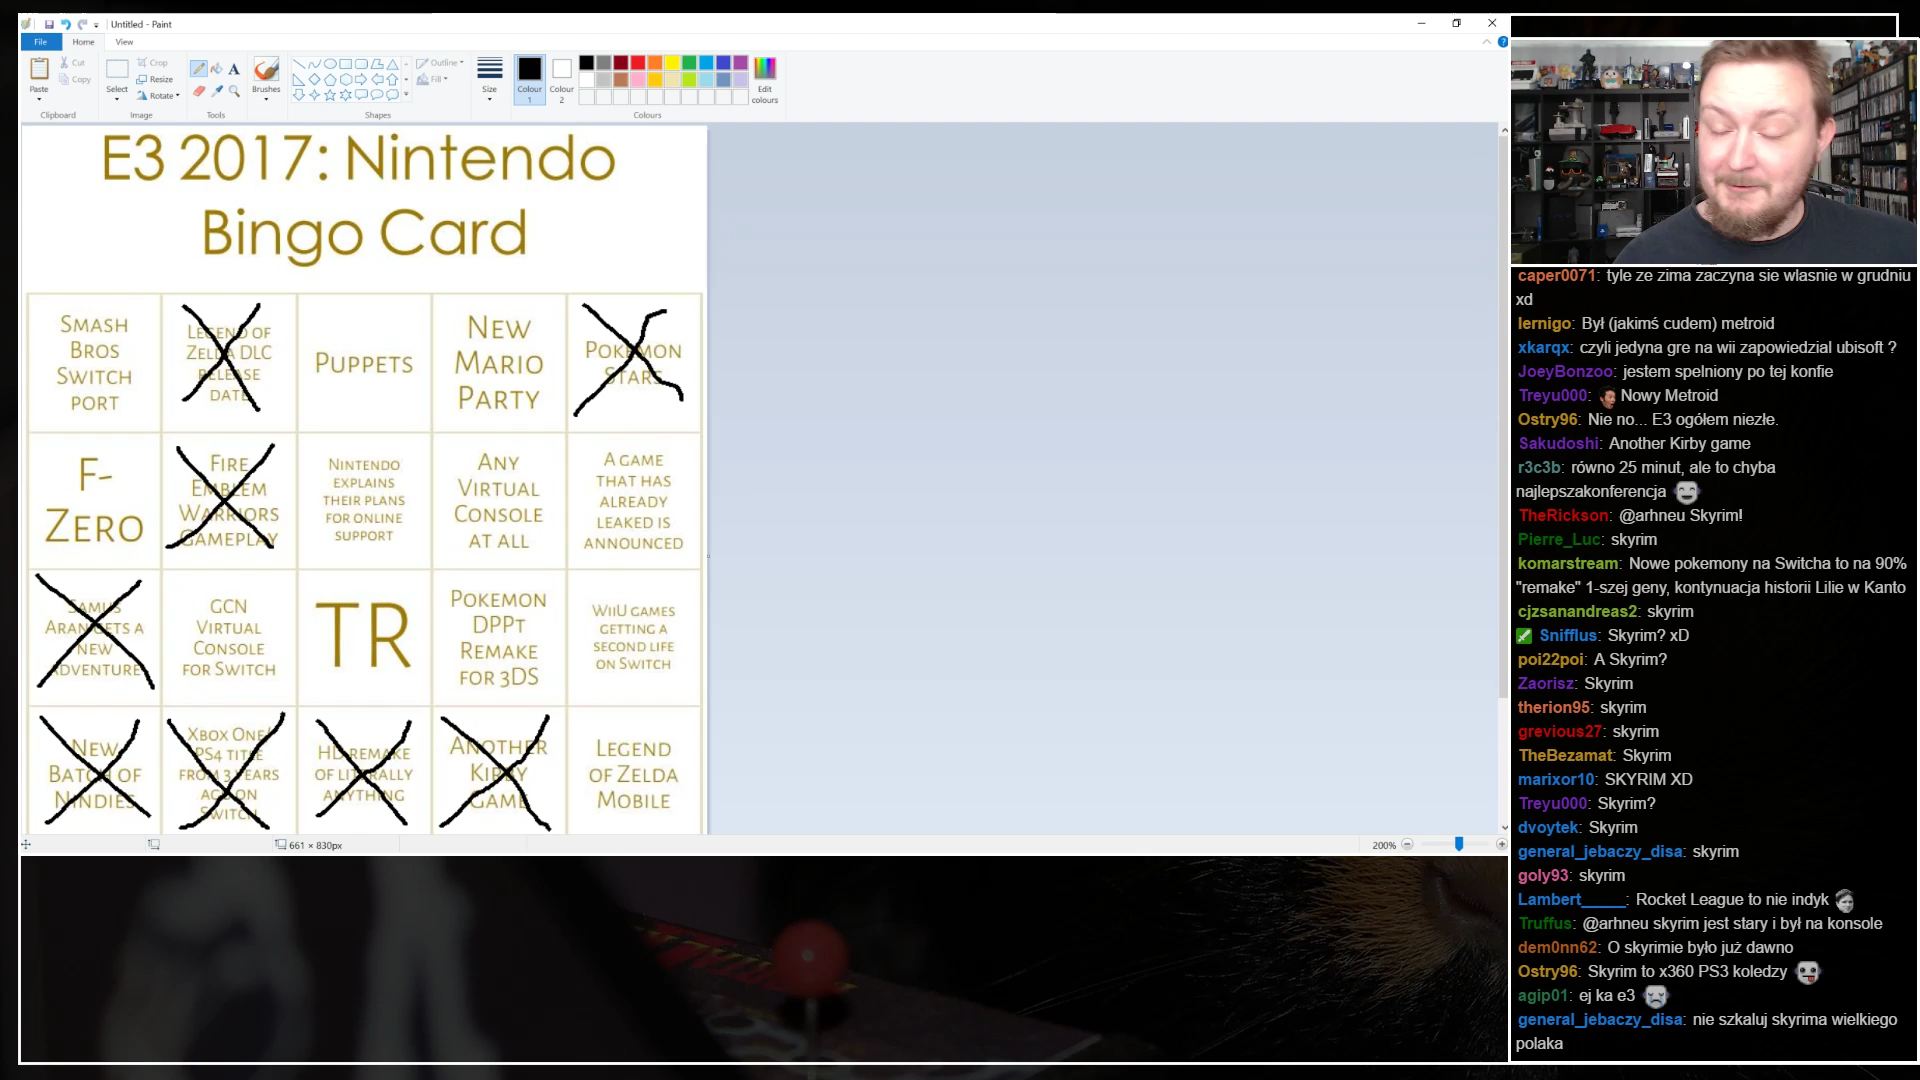 Untitled - Paint
File
Home
View
Paste
Cut
Copy
Clipboard
Select
Crop
Resize
Rotate
Image
Tools
Brushes
Shapes
Outline
Fill
Size
Colour 1
Colour 2
Edit colours
Colours
E3 2017: Nintendo
Bingo Card
Smash
Bros
Switch
port
Legend of
Zelda DLC
release
date
Puppets
New
Mario
Party
Pokemon
Stars
F-
Zero
Fire
Emblem
Warriors
Gameplay
Nintendo
explains
their plans
for online
support
Any
Virtual
Console
at all
A game
that has
already
leaked is
announced
Samus
Aran gets a
new
adventure
GCN
Virtual
Console
for Switch
TR
Pokemon
DPPt
Remake
for 3DS
WiiU games
getting a
second life
on Switch
New
Batch of
Nindies
Xbox One/
PS4 title
from 3 years
ago on
Switch
HD remake
of literally
anything
Another
Kirby
game
Legend
of Zelda
Mobile
661 × 830px
200%
caper0071: tyle ze zima zaczyna sie wlasnie w grudniu
xd
lernigo: Był (jakimś cudem) metroid
xkarqx: czyli jedyna gre na wii zapowiedzial ubisoft ?
JoeyBonzoo: jestem spelniony po tej konfie
Treyu000: Nowy Metroid
Ostry96: Nie no... E3 ogółem niezłe.
Sakudoshi: Another Kirby game
r3c3b: równo 25 minut, ale to chyba
najlepszakonferencja
TheRickson: @arhneu Skyrim!
Pierre_Luc: skyrim
komarstream: Nowe pokemony na Switcha to na 90%
"remake" 1-szej geny, kontynuacja historii Lilie w Kanto
cjzsanandreas2: skyrim
Snifflus: Skyrim? xD
poi22poi: A Skyrim?
Zaorisz: Skyrim
therion95: skyrim
grevious27: skyrim
TheBezamat: Skyrim
marixor10: SKYRIM XD
Treyu000: Skyrim?
dvoytek: Skyrim
general_jebaczy_disa: skyrim
goly93: skyrim
Lambert_____: Rocket League to nie indyk
Truffus: @arhneu skyrim jest stary i był na konsole
dem0nn62: O skyrimie było już dawno
Ostry96: Skyrim to x360 PS3 koledzy
agip01: ej ka e3
general_jebaczy_disa: nie szkaluj skyrima wielkiego
polaka